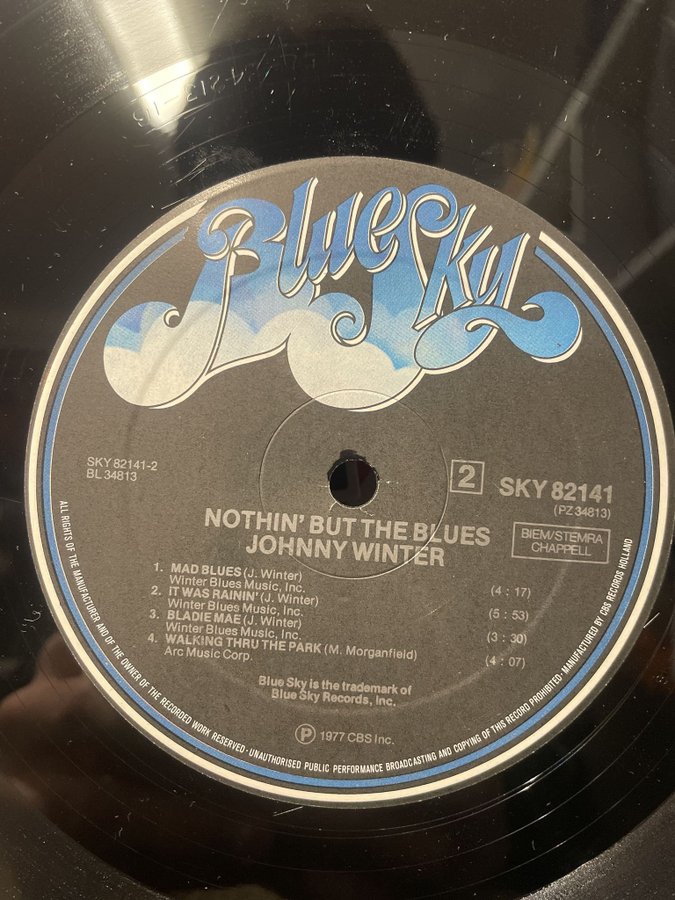 Blue Sky
SKY 82141-2
BL 34813
2
SKY 82141
(PZ 34813)
BIEM/STEMRA
CHAPPELL
NOTHIN' BUT THE BLUES
JOHNNY WINTER
1. MAD BLUES (J. Winter)
Winter Blues Music, Inc. (4 : 17)
2. IT WAS RAININ' (J. Winter)
Winter Blues Music, Inc. (5 : 53)
3. BLADIE MAE (J. Winter)
Winter Blues Music, Inc. (3 : 30)
4. WALKING THRU THE PARK (M. Morganfield)
Arc Music Corp. (4 : 07)
Blue Sky is the trademark of
Blue Sky Records, Inc.
Ⓟ 1977 CBS Inc.
ALL RIGHTS OF THE MANUFACTURER AND OF THE OWNER OF THE RECORDED WORK RESERVED · UNAUTHORISED PUBLIC PERFORMANCE BROADCASTING AND COPYING OF THIS RECORD PROHIBITED · MANUFACTURED BY CBS RECORDS HOLLAND